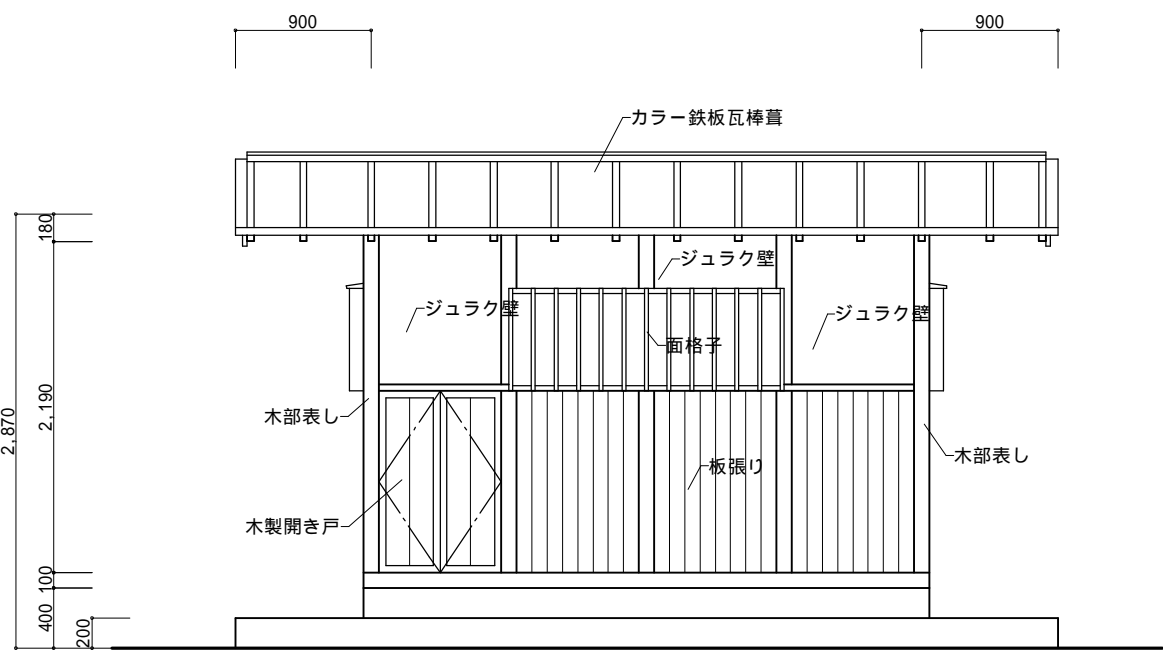 900
900
カラー鉄板瓦棒葺
180
ジュラク壁
ジュラク壁
ジュラク壁
面格子
2,190
2,870
木部表し
木部表し
板張り
木製開き戸
100
400
200